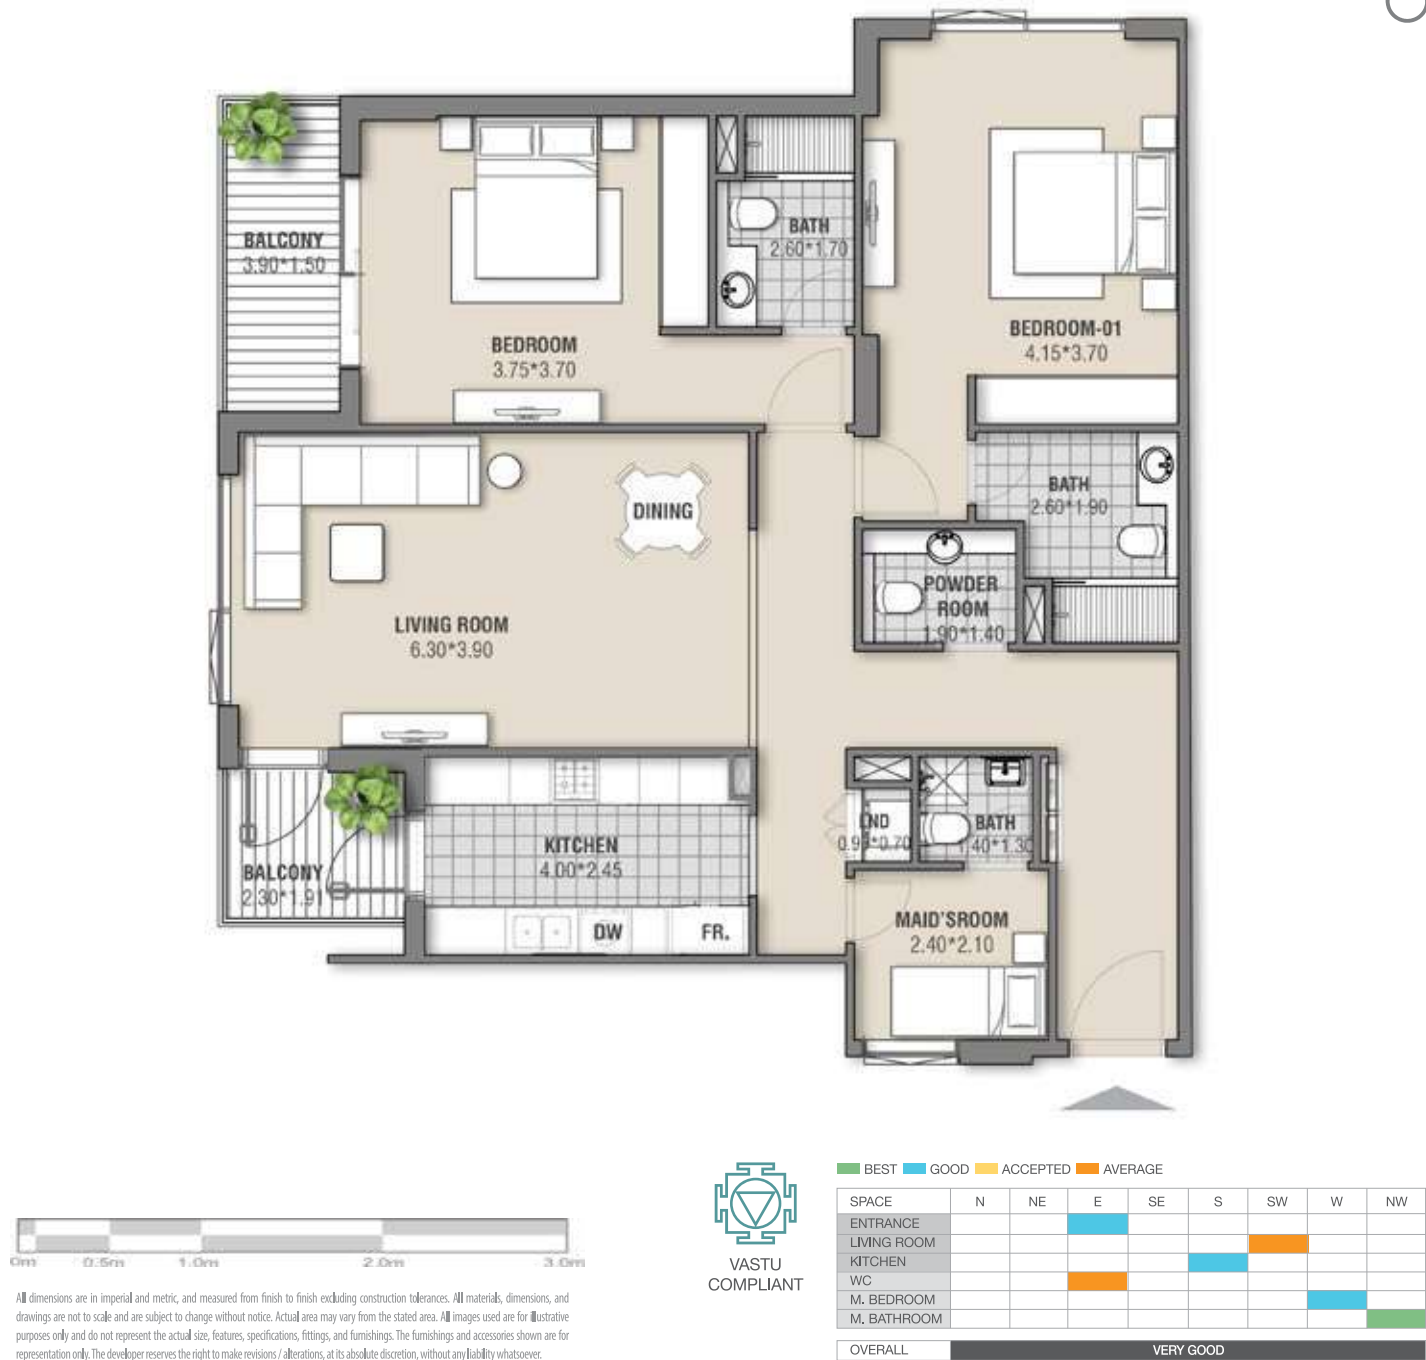 BALCONY
3.90*1.50
BEDROOM
3.75*3.70
BATH
2.60*1.70
BEDROOM-01
4.15*3.70
DINING
LIVING ROOM
6.30*3.90
BATH
2.60*1.90
POWDER
ROOM
1.90*1.40
BALCONY
2.30*1.91
KITCHEN
4.00*2.45
DW
FR.
LND
BATH
1.40*1.30
MAID'SROOM
2.40*2.10
0m 0.5m 1.0m 2.0m 3.0m
All dimensions are in imperial and metric, and measured from finish to finish excluding construction tolerances. All materials, dimensions, and
drawings are not to scale and are subject to change without notice. Actual area may vary from the stated area. All images used are for illustrative
purposes only and do not represent the actual size, features, specifications, fittings, and furnishings. The furnishings and accessories shown are for
representation only. The developer reserves the right to make revisions / alterations, at its absolute discretion, without any liability whatsoever.
VASTU
COMPLIANT
BEST GOOD ACCEPTED AVERAGE
SPACE N NE E SE S SW W NW
ENTRANCE
LIVING ROOM
KITCHEN
WC
M. BEDROOM
M. BATHROOM
OVERALL VERY GOOD